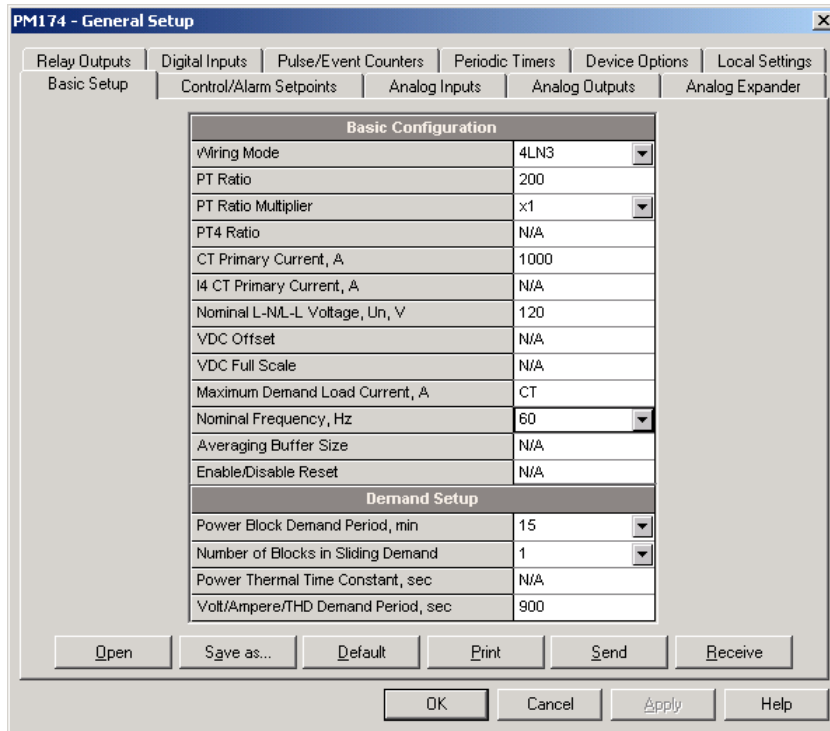 PM174 - General Setup
Relay Outputs Digital Inputs Pulse/Event Counters Periodic Timers Device Options Local Settings
Basic Setup Control/Alarm Setpoints Analog Inputs Analog Outputs Analog Expander
Basic Configuration
Wiring Mode 4LN3
PT Ratio 200
PT Ratio Multiplier x1
PT4 Ratio N/A
CT Primary Current, A 1000
I4 CT Primary Current, A N/A
Nominal L-N/L-L Voltage, Un, V 120
VDC Offset N/A
VDC Full Scale N/A
Maximum Demand Load Current, A CT
Nominal Frequency, Hz 60
Averaging Buffer Size N/A
Enable/Disable Reset N/A
Demand Setup
Power Block Demand Period, min 15
Number of Blocks in Sliding Demand 1
Power Thermal Time Constant, sec N/A
Volt/Ampere/THD Demand Period, sec 900
Open Save as... Default Print Send Receive
OK Cancel Apply Help